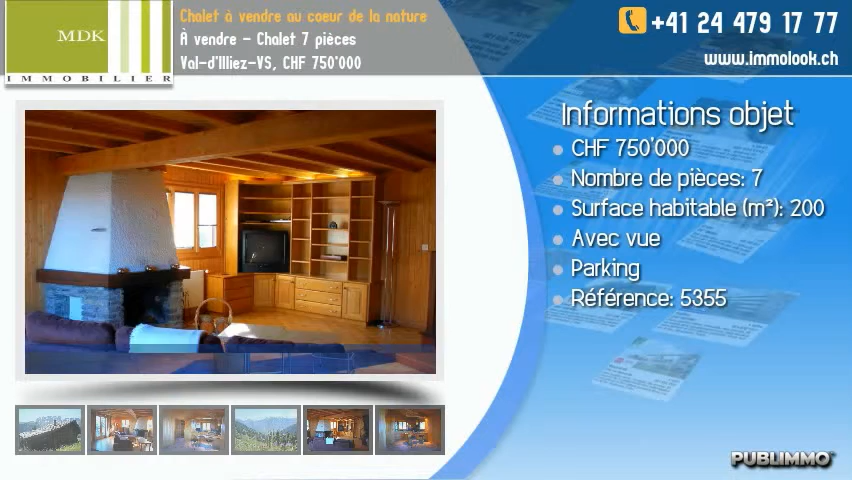 MDK
IMMOBILIER
Chalet à vendre au coeur de la nature
À vendre - Chalet 7 pièces
Val-d'Illiez-VS, CHF 750'000
+41 24 479 17 77
www.immolook.ch
Informations objet
CHF 750'000
Nombre de pièces: 7
Surface habitable (m²): 200
Avec vue
Parking
Référence: 5355
PUBLIMMO